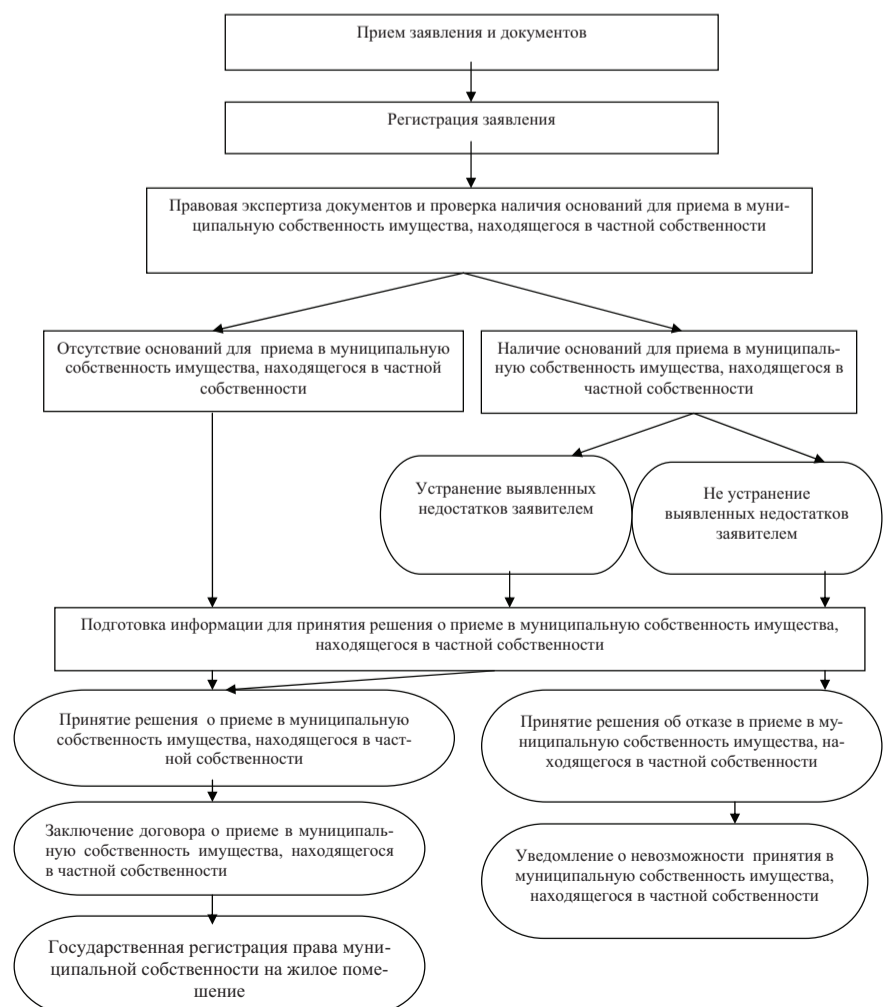 Прием заявления и документов
Регистрация заявления
Правовая экспертиза документов и проверка наличия оснований для приема в муни-
ципальную собственность имущества, находящегося в частной собственности
Отсутствие оснований для приема в муниципальную
собственность имущества, находящегося в частной
собственности
Наличие оснований для приема в муниципаль-
ную собственность имущества, находящегося в
частной собственности
Устранение выявленных
недостатков заявителем
Не устранение
выявленных недостатков
заявителем
Подготовка информации для принятия решения о приеме в муниципальную собственность имущества,
находящегося в частной собственности
Принятие решения о приеме в муниципальную
собственность имущества, находящегося в част-
ной собственности
Принятие решения об отказе в приеме в му-
ниципальную собственность имущества, на-
ходящегося в частной собственности
Заключение договора о приеме в муниципаль-
ную собственность имущества, находящегося
в частной собственности
Уведомление о невозможности принятия в
муниципальную собственность имущества,
находящегося в частной собственности
Государственная регистрация права муни-
ципальной собственности на жилое поме-
шение